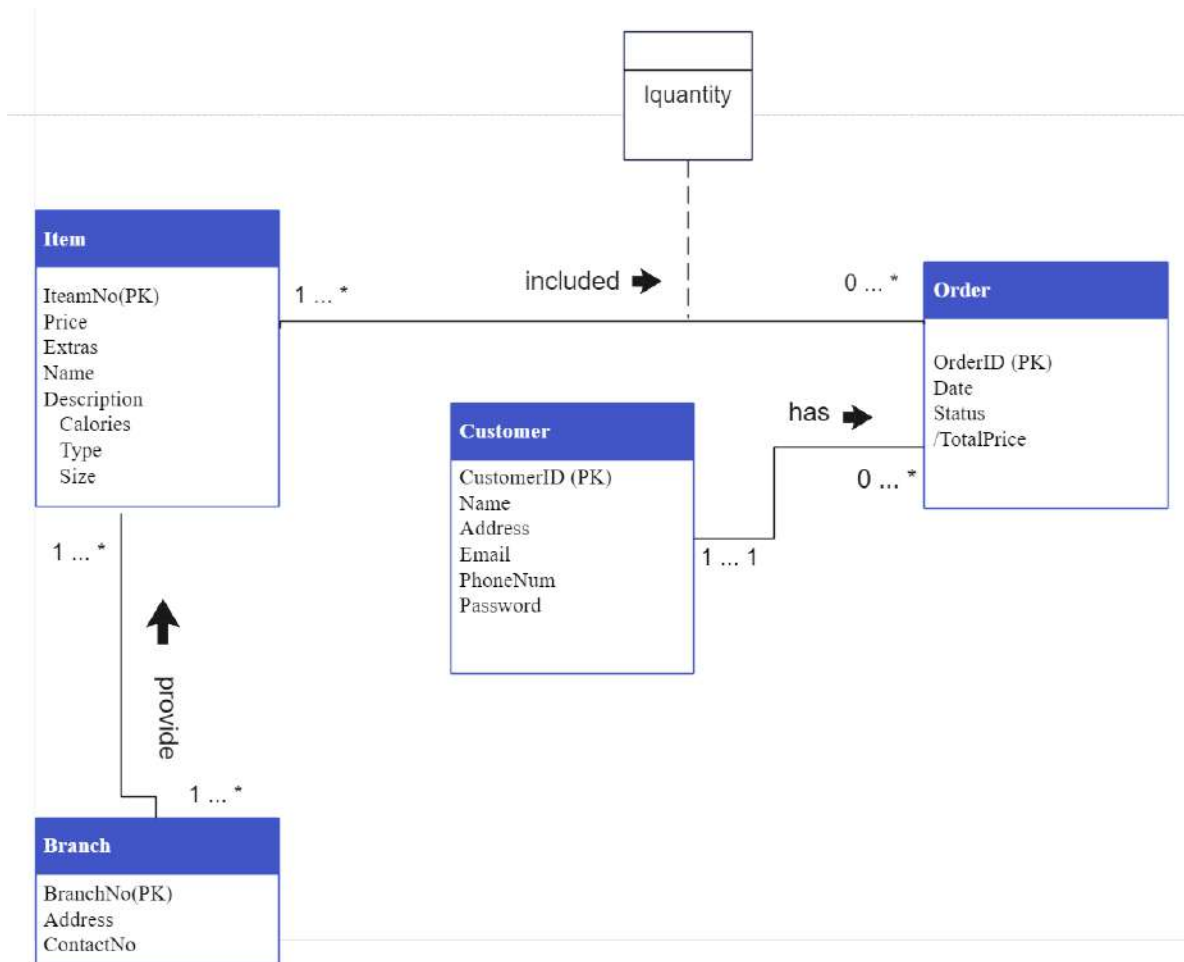 Iquantity
Item
IteamNo(PK)
Price
Extras
Name
Description
Calories
Type
Size
1 ... *
included
0 ... *
Order
OrderID (PK)
Date
Status
/TotalPrice
Customer
CustomerID (PK)
Name
Address
Email
PhoneNum
Password
has
0 ... *
1 ... 1
1 ... *
provide
1 ... *
Branch
BranchNo(PK)
Address
ContactNo